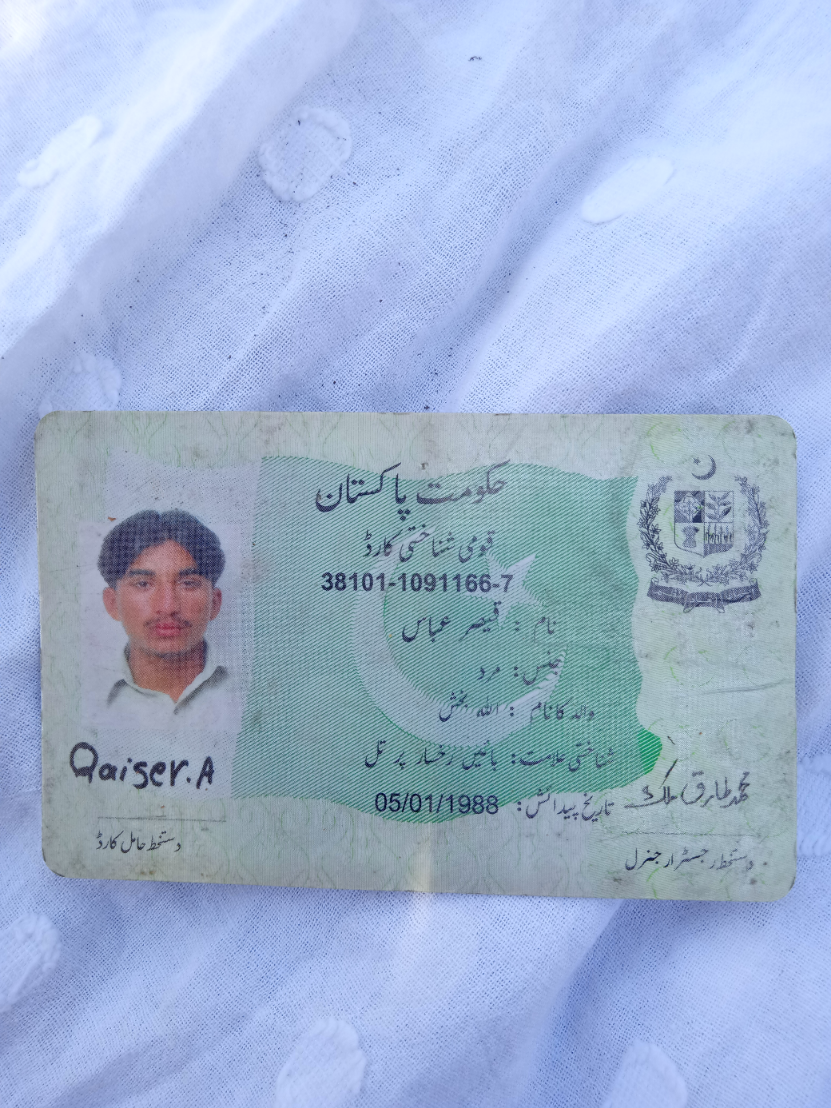 حکومت پاکستان
قومی شناختی کارڈ
38101-1091166-7
نام : قیصر عباس
جنس: مرد
والد کا نام : اللہ بخش
شناختی علامت: بائیں رخسار پر تل
تاریخ پیدائش: 05/01/1988
Qaiser.A
محمد طارق ملک
دستخط حامل کارڈ
دستخط رجسٹرار جنرل